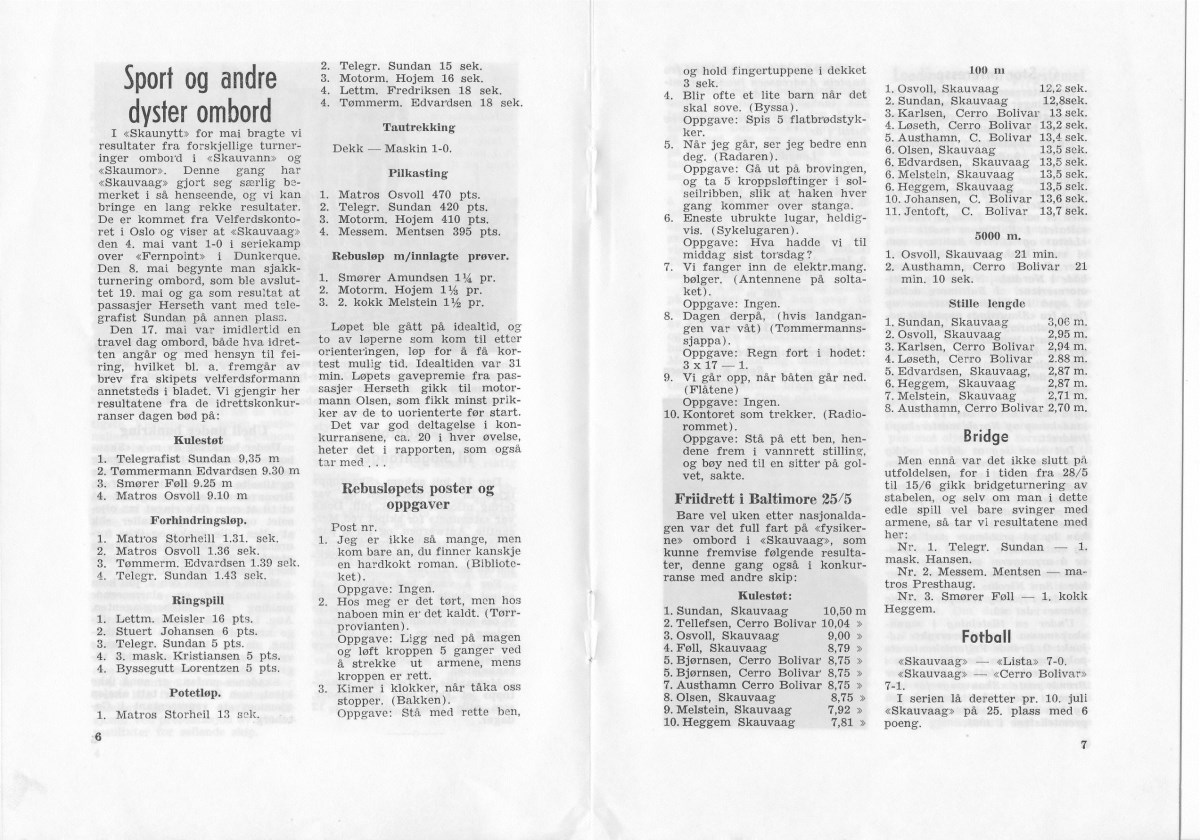 Sport og andre
dyster ombord
I «Skaunytt» for mai bragte vi
resultater fra forskjellige turner-
inger ombord i «Skauvann» og
«Skaumor». Denne gang har
«Skauvaag» gjort seg særlig be-
merket i så henseende, og vi kan
bringe en lang rekke resultater.
De er kommet fra Velferdskonto-
ret i Oslo og viser at «Skauvaag»
den 4. mai vant 1-0 i seriekamp
over «Fernpoint» i Dunkerque.
Den 8. mai begynte man sjakk-
turnering ombord, som ble avslut-
tet 19. mai og ga som resultat at
passasjer Herseth vant med tele-
grafist Sundan på annen plass.
Den 17. mai var imidlertid en
travel dag ombord, både hva idret-
ten angår og med hensyn til fei-
ring, hvilket bl. a. fremgår av
brev fra skipets velferdsformann
annetsteds i bladet. Vi gjengir her
resultatene fra de idrettskonkur-
ranser dagen bød på:
Kulestøt
1. Telegrafist Sundan 9,35 m
2. Tømmermann Edvardsen 9.30 m
3. Smører Føll 9.25 m
4. Matros Osvoll 9.10 m
Forhindringsløp.
1. Matros Storheill 1.31. sek.
2. Matros Osvoll 1.36 sek.
3. Tømmerm. Edvardsen 1.39 sek.
4. Telegr. Sundan 1.43 sek.
Ringspill
1. Lettm. Meisler 16 pts.
2. Stuert Johansen 6 pts.
3. Telegr. Sundan 5 pts.
4. 3. mask. Kristiansen 5 pts.
4. Byssegutt Lorentzen 5 pts.
Potetløp.
1. Matros Storheil 13 sek.
6
2. Telegr. Sundan 15 sek.
3. Motorm. Hojem 16 sek.
4. Lettm. Fredriksen 18 sek.
4. Tømmerm. Edvardsen 18 sek.
Tautrekking
Dekk — Maskin 1-0.
Pilkasting
1. Matros Osvoll 470 pts.
2. Telegr. Sundan 420 pts.
3. Motorm. Hojem 410 pts.
4. Messem. Mentsen 395 pts.
Rebusløp m/innlagte prøver.
1. Smører Amundsen 1¼ pr.
2. Motorm. Hojem 1½ pr.
3. 2. kokk Melstein 1½ pr.
Løpet ble gått på idealtid, og
to av løperne som kom til etter
orienteringen, løp for å få kor-
test mulig tid. Idealtiden var 31
min. Løpets gavepremie fra pas-
sasjer Herseth gikk til motor-
mann Olsen, som fikk minst prik-
ker av de to uorienterte før start.
Det var god deltagelse i kon-
kurransene, ca. 20 i hver øvelse,
heter det i rapporten, som også
tar med . . .
Rebusløpets poster og
oppgaver
Post nr.
1. Jeg er ikke så mange, men
kom bare an, du finner kanskje
en hardkokt roman. (Bibliote-
ket).
Oppgave: Ingen.
2. Hos meg er det tørt, men hos
naboen min er det kaldt. (Tørr-
provianten).
Oppgave: Ligg ned på magen
og løft kroppen 5 ganger ved
å strekke ut armene, mens
kroppen er rett.
3. Kimer i klokker, når tåka oss
stopper. (Bakken).
Oppgave: Stå med rette ben,
og hold fingertuppene i dekket
3 sek.
4. Blir ofte et lite barn når det
skal sove. (Byssa).
Oppgave: Spis 5 flatbrødstyk-
ker.
5. Når jeg går, ser jeg bedre enn
deg. (Radaren).
Oppgave: Gå ut på brovingen,
og ta 5 kroppsløftinger i sol-
seilribben, slik at haken hver
gang kommer over stanga.
6. Eneste ubrukte lugar, heldig-
vis. (Sykelugaren).
Oppgave: Hva hadde vi til
middag sist torsdag?
7. Vi fanger inn de elektr.mang.
bølger. (Antennene på solta-
ket).
Oppgave: Ingen.
8. Dagen derpå, (hvis landgan-
gen var våt) (Tømmermanns-
sjappa).
Oppgave: Regn fort i hodet:
3 x 17 — 1.
9. Vi går opp, når båten går ned.
(Flåtene)
Oppgave: Ingen.
10. Kontoret som trekker. (Radio-
rommet).
Oppgave: Stå på ett ben, hen-
dene frem i vannrett stilling,
og bøy ned til en sitter på gol-
vet, sakte.
Friidrett i Baltimore 25/5
Bare vel uken etter nasjonalda-
gen var det full fart på «fysiker-
ne» ombord i «Skauvaag», som
kunne fremvise følgende resulta-
ter, denne gang også i konkur-
ranse med andre skip:
Kulestøt:
1. Sundan, Skauvaag 10,50 m
2. Tellefsen, Cerro Bolivar 10,04 »
3. Osvoll, Skauvaag 9,00 »
4. Føll, Skauvaag 8,79 »
5. Bjørnsen, Cerro Bolivar 8,75 »
5. Bjørnsen, Cerro Bolivar 8,75 »
7. Austhamn Cerro Bolivar 8,75 »
8. Olsen, Skauvaag 8,75 »
9. Melstein, Skauvaag 7,92 »
10. Heggem Skauvaag 7,81 »
100 m
1. Osvoll, Skauvaag 12,2 sek.
2. Sundan, Skauvaag 12,8sek.
3. Karlsen, Cerro Bolivar 13 sek.
4. Løseth, Cerro Bolivar 13,2 sek.
5. Austhamn, C. Bolivar 13,4 sek.
6. Olsen, Skauvaag 13,5 sek.
6. Edvardsen, Skauvaag 13,5 sek.
6. Melstein, Skauvaag 13,5 sek.
6. Heggem, Skauvaag 13,5 sek.
10. Johansen, C. Bolivar 13,6 sek.
11. Jentoft, C. Bolivar 13,7 sek.
5000 m.
1. Osvoll, Skauvaag 21 min.
2. Austhamn, Cerro Bolivar 21
min. 10 sek.
Stille lengde
1. Sundan, Skauvaag 3,06 m.
2. Osvoll, Skauvaag 2,95 m.
3. Karlsen, Cerro Bolivar 2,94 m.
4. Løseth, Cerro Bolivar 2.88 m.
5. Edvardsen, Skauvaag, 2,87 m.
6. Heggem, Skauvaag 2,87 m.
7. Melstein, Skauvaag 2,71 m.
8. Austhamn, Cerro Bolivar 2,70 m.
Bridge
Men ennå var det ikke slutt på
utfoldelsen, for i tiden fra 28/5
til 15/6 gikk bridgeturnering av
stabelen, og selv om man i dette
edle spill vel bare svinger med
armene, så tar vi resultatene med
her:
Nr. 1. Telegr. Sundan — 1.
mask. Hansen.
Nr. 2. Messem. Mentsen — ma-
tros Presthaug.
Nr. 3. Smører Føll — 1, kokk
Heggem.
Fotball
«Skauvaag» — «Lista» 7-0.
«Skauvaag» — «Cerro Bolivar»
7-1.
I serien lå deretter pr. 10. juli
«Skauvaag» på 25. plass med 6
poeng.
7